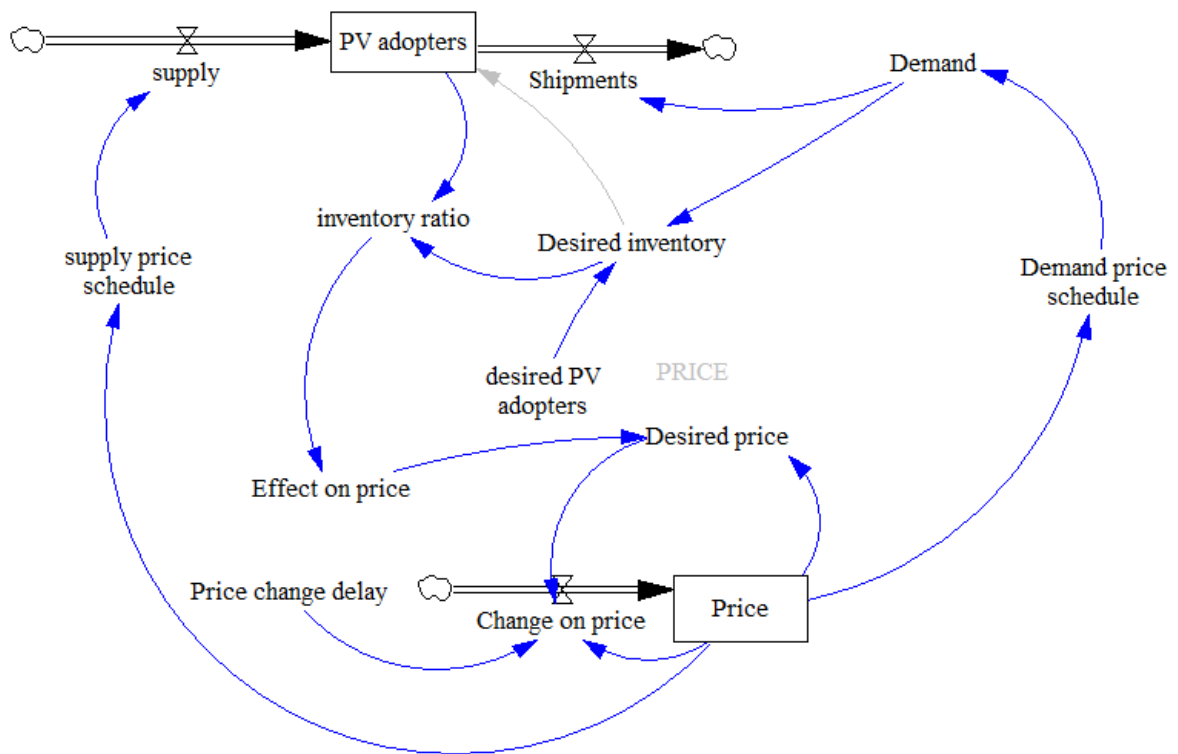 PV adopters
supply
Shipments
Demand
inventory ratio
Desired inventory
supply price
schedule
Demand price
schedule
desired PV
adopters
PRICE
Desired price
Effect on price
Price change delay
Change on price
Price